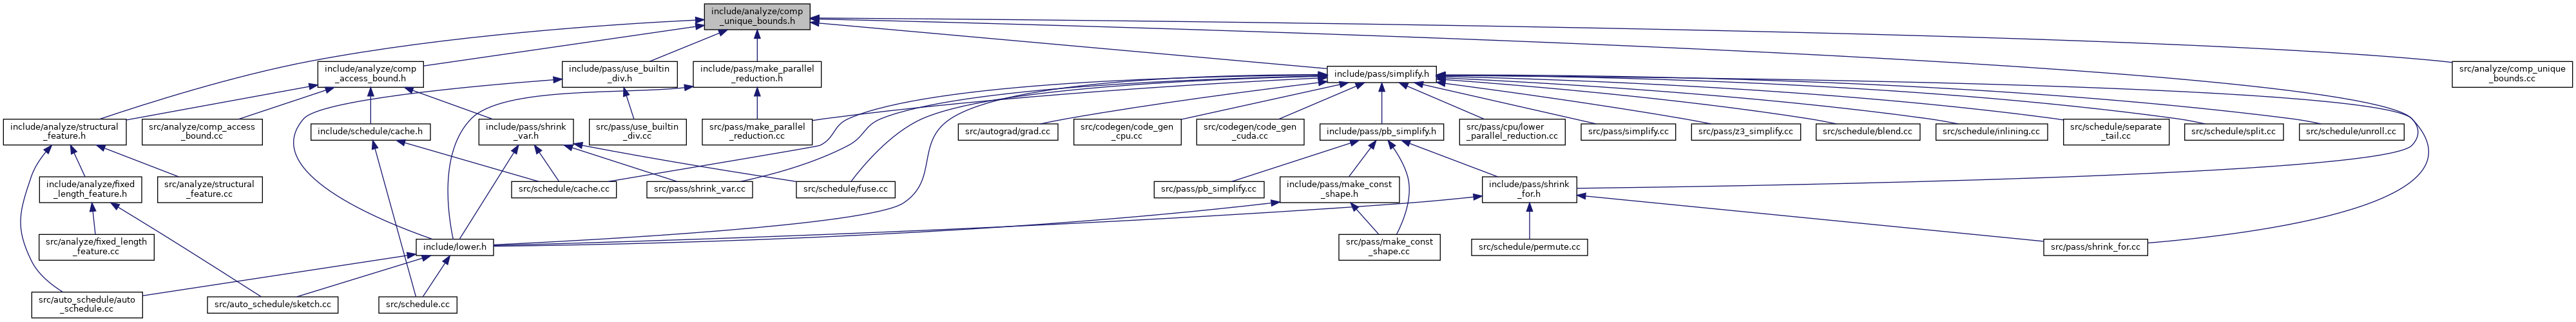 include/analyze/comp
_unique_bounds.h
include/analyze/comp
_access_bound.h
include/pass/use_builtin
_div.h
include/pass/make_parallel
_reduction.h
include/pass/simplify.h
src/analyze/comp_unique
_bounds.cc
include/analyze/structural
_feature.h
src/analyze/comp_access
_bound.cc
include/schedule/cache.h
include/pass/shrink
_var.h
src/pass/use_builtin
_div.cc
src/pass/make_parallel
_reduction.cc
src/autograd/grad.cc
src/codegen/code_gen
_cpu.cc
src/codegen/code_gen
_cuda.cc
include/pass/pb_simplify.h
src/pass/cpu/lower
_parallel_reduction.cc
src/pass/simplify.cc
src/pass/z3_simplify.cc
src/schedule/blend.cc
src/schedule/inlining.cc
src/schedule/separate
_tail.cc
src/schedule/split.cc
src/schedule/unroll.cc
include/analyze/fixed
_length_feature.h
src/analyze/structural
_feature.cc
src/schedule/cache.cc
src/pass/shrink_var.cc
src/schedule/fuse.cc
src/pass/pb_simplify.cc
include/pass/make_const
_shape.h
include/pass/shrink
_for.h
src/analyze/fixed_length
_feature.cc
include/lower.h
src/pass/make_const
_shape.cc
src/schedule/permute.cc
src/pass/shrink_for.cc
src/auto_schedule/auto
_schedule.cc
src/auto_schedule/sketch.cc
src/schedule.cc